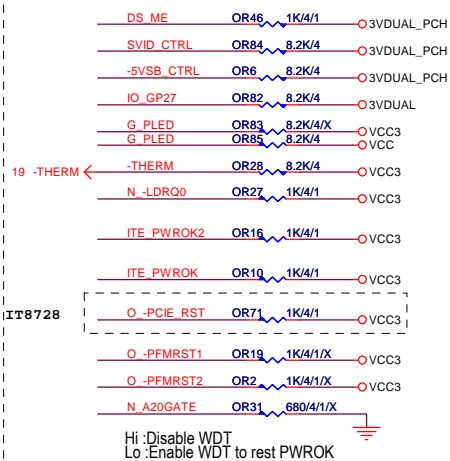 DS_ME OR46 1K/4/1 3VDUAL_PCH
SVID_CTRL OR84 8.2K/4 3VDUAL_PCH
-5VSB_CTRL OR6 8.2K/4 3VDUAL_PCH
IO_GP27 OR82 8.2K/4 3VDUAL
G_PLED OR83 8.2K/4/X VCC3
G_PLED OR85 8.2K/4 VCC
19 -THERM -THERM OR28 8.2K/4 VCC3
N_-LDRQ0 OR27 1K/4/1 VCC3
ITE_PWROK2 OR16 1K/4/1 VCC3
ITE_PWROK OR10 1K/4/1 VCC3
IT8728 O_-PCIE_RST OR71 1K/4/1 VCC3
O_-PFMRST1 OR19 1K/4/1/X VCC3
O_-PFMRST2 OR2 1K/4/1/X VCC3
N_A20GATE OR31 680/4/1/X
Hi :Disable WDT
Lo :Enable WDT to rest PWROK